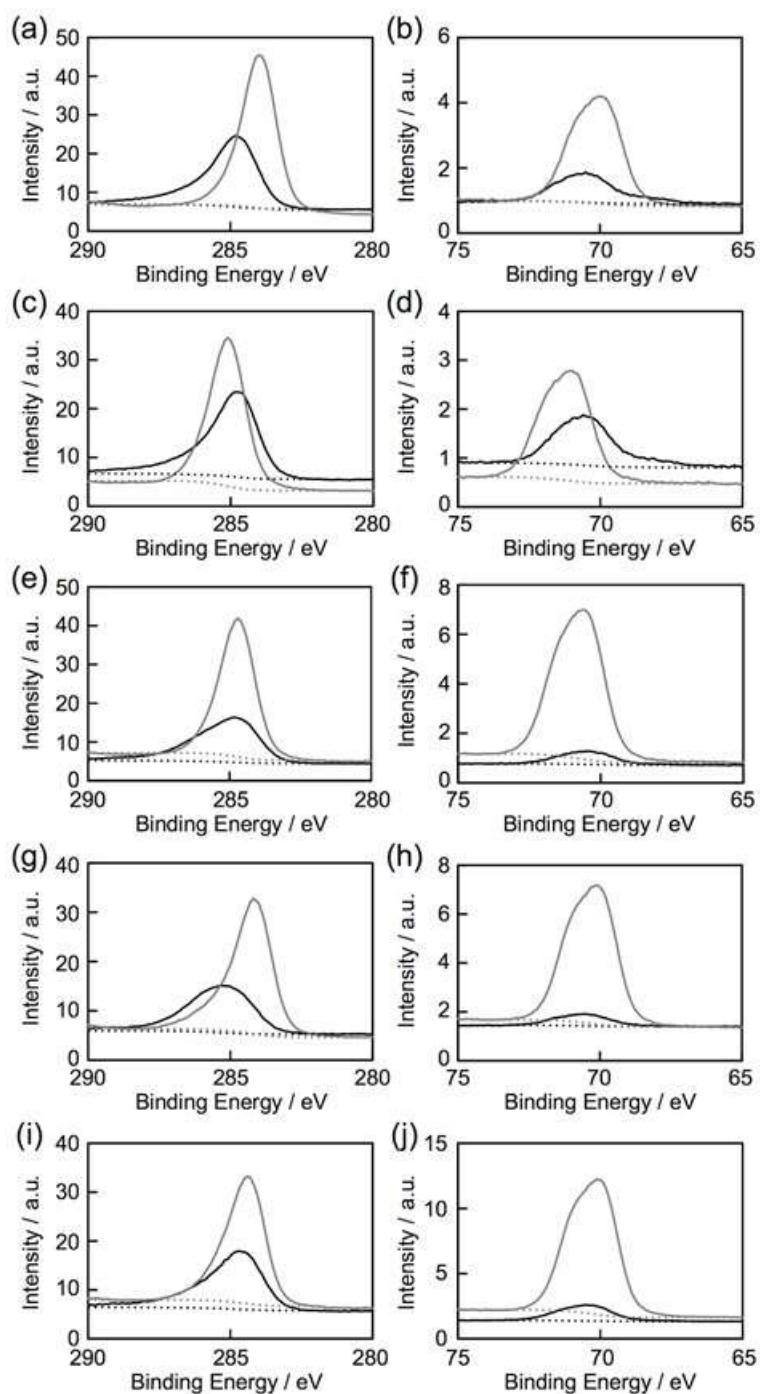 (a)
50
40
30
20
10
0
Intensity / a.u.
290
285
280
Binding Energy / eV
(b)
6
4
2
0
Intensity / a.u.
75
70
65
Binding Energy / eV
(c)
40
30
20
10
0
Intensity / a.u.
290
285
280
Binding Energy / eV
(d)
4
3
2
1
0
Intensity / a.u.
75
70
65
Binding Energy / eV
(e)
50
40
30
20
10
0
Intensity / a.u.
290
285
280
Binding Energy / eV
(f)
8
6
4
2
0
Intensity / a.u.
75
70
65
Binding Energy / eV
(g)
40
30
20
10
0
Intensity / a.u.
290
285
280
Binding Energy / eV
(h)
8
6
4
2
0
Intensity / a.u.
75
70
65
Binding Energy / eV
(i)
40
30
20
10
0
Intensity / a.u.
290
285
280
Binding Energy / eV
(j)
15
10
5
0
Intensity / a.u.
75
70
65
Binding Energy / eV